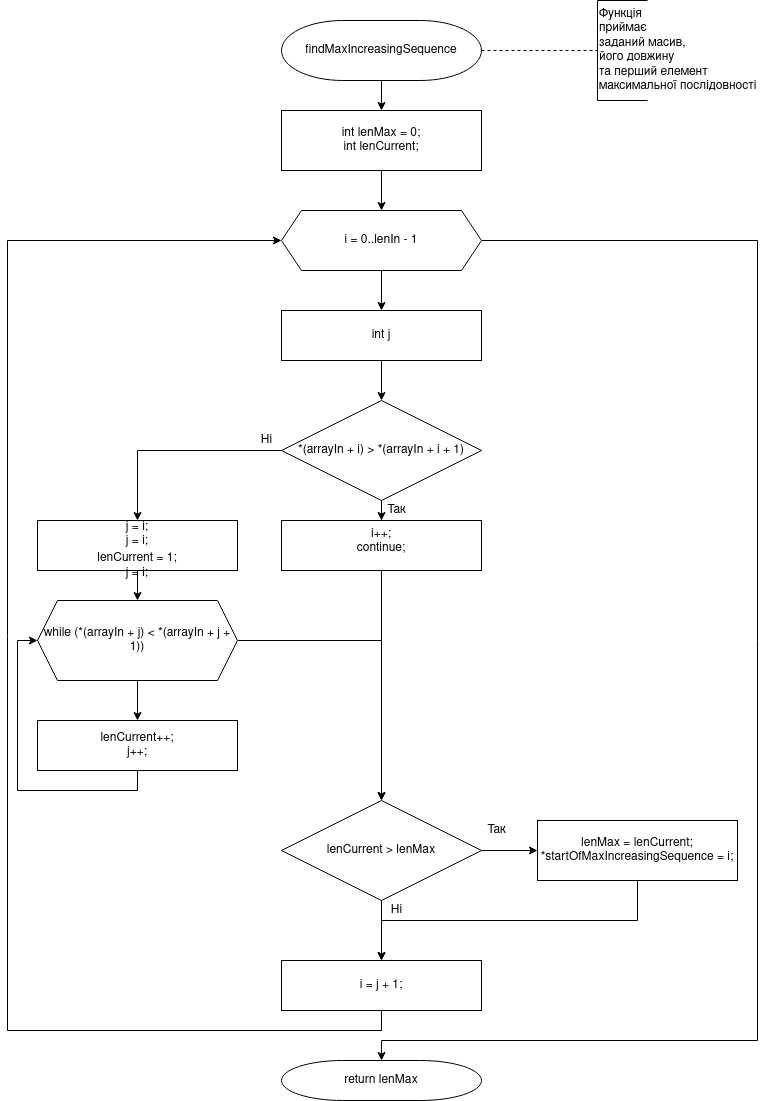 findMaxIncreasingSequence
Функція
приймає
заданий масив,
його довжину
та перший елемент
максимальної послідовності
int lenMax = 0;
int lenCurrent;
i = 0..lenIn - 1
int j
*(arrayIn + i) > *(arrayIn + i + 1)
Ні
Так
j = i;
j = i;
lenCurrent = 1;
j = i;
i++;
continue;
while (*(arrayIn + j) < *(arrayIn + j +
1))
lenCurrent++;
j++;
lenCurrent > lenMax
Так
lenMax = lenCurrent;
*startOfMaxIncreasingSequence = i;
Ні
i = j + 1;
return lenMax